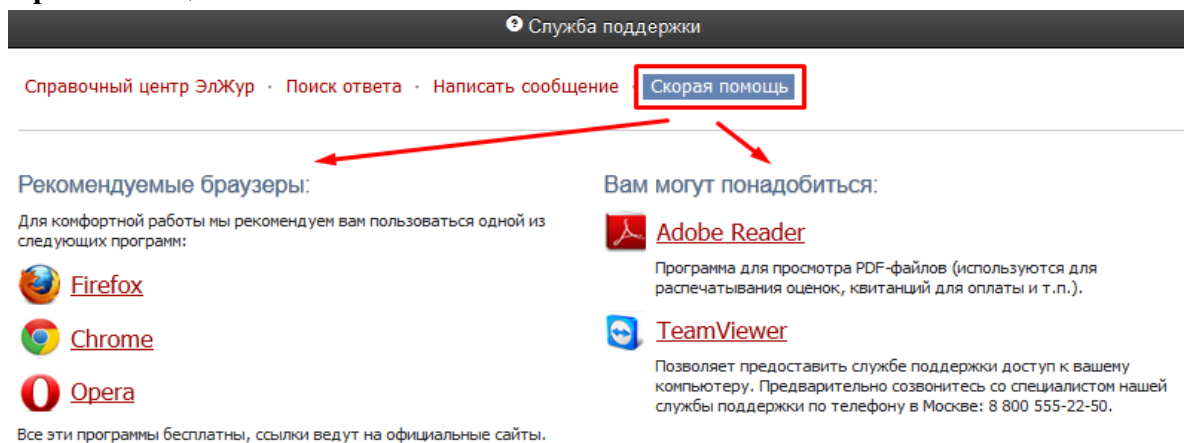 Служба поддержки
Справочный центр ЭлЖур · Поиск ответа · Написать сообщение · Скорая помощь
Рекомендуемые браузеры:
Для комфортной работы мы рекомендуем вам пользоваться одной из
следующих программ:
Firefox
Chrome
Opera
Все эти программы бесплатны, ссылки ведут на официальные сайты.
Вам могут понадобиться:
Adobe Reader
Программа для просмотра PDF-файлов (используются для
распечатывания оценок, квитанций для оплаты и т.п.).
TeamViewer
Позволяет предоставить службе поддержки доступ к вашему
компьютеру. Предварительно созвонитесь со специалистом нашей
службы поддержки по телефону в Москве: 8 800 555-22-50.